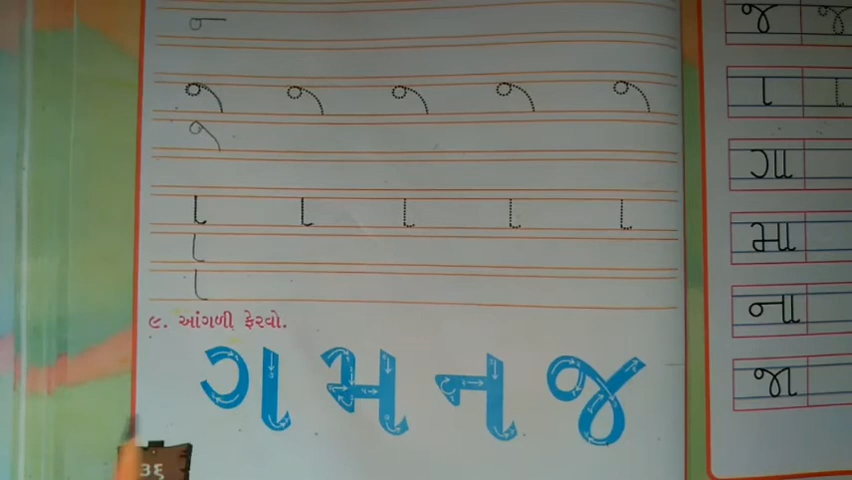 ૯. આંગળી ફેરવો.
ગ મ ન જ
૩૬
જ જ
ા ા
ગા
મા
ના
જા